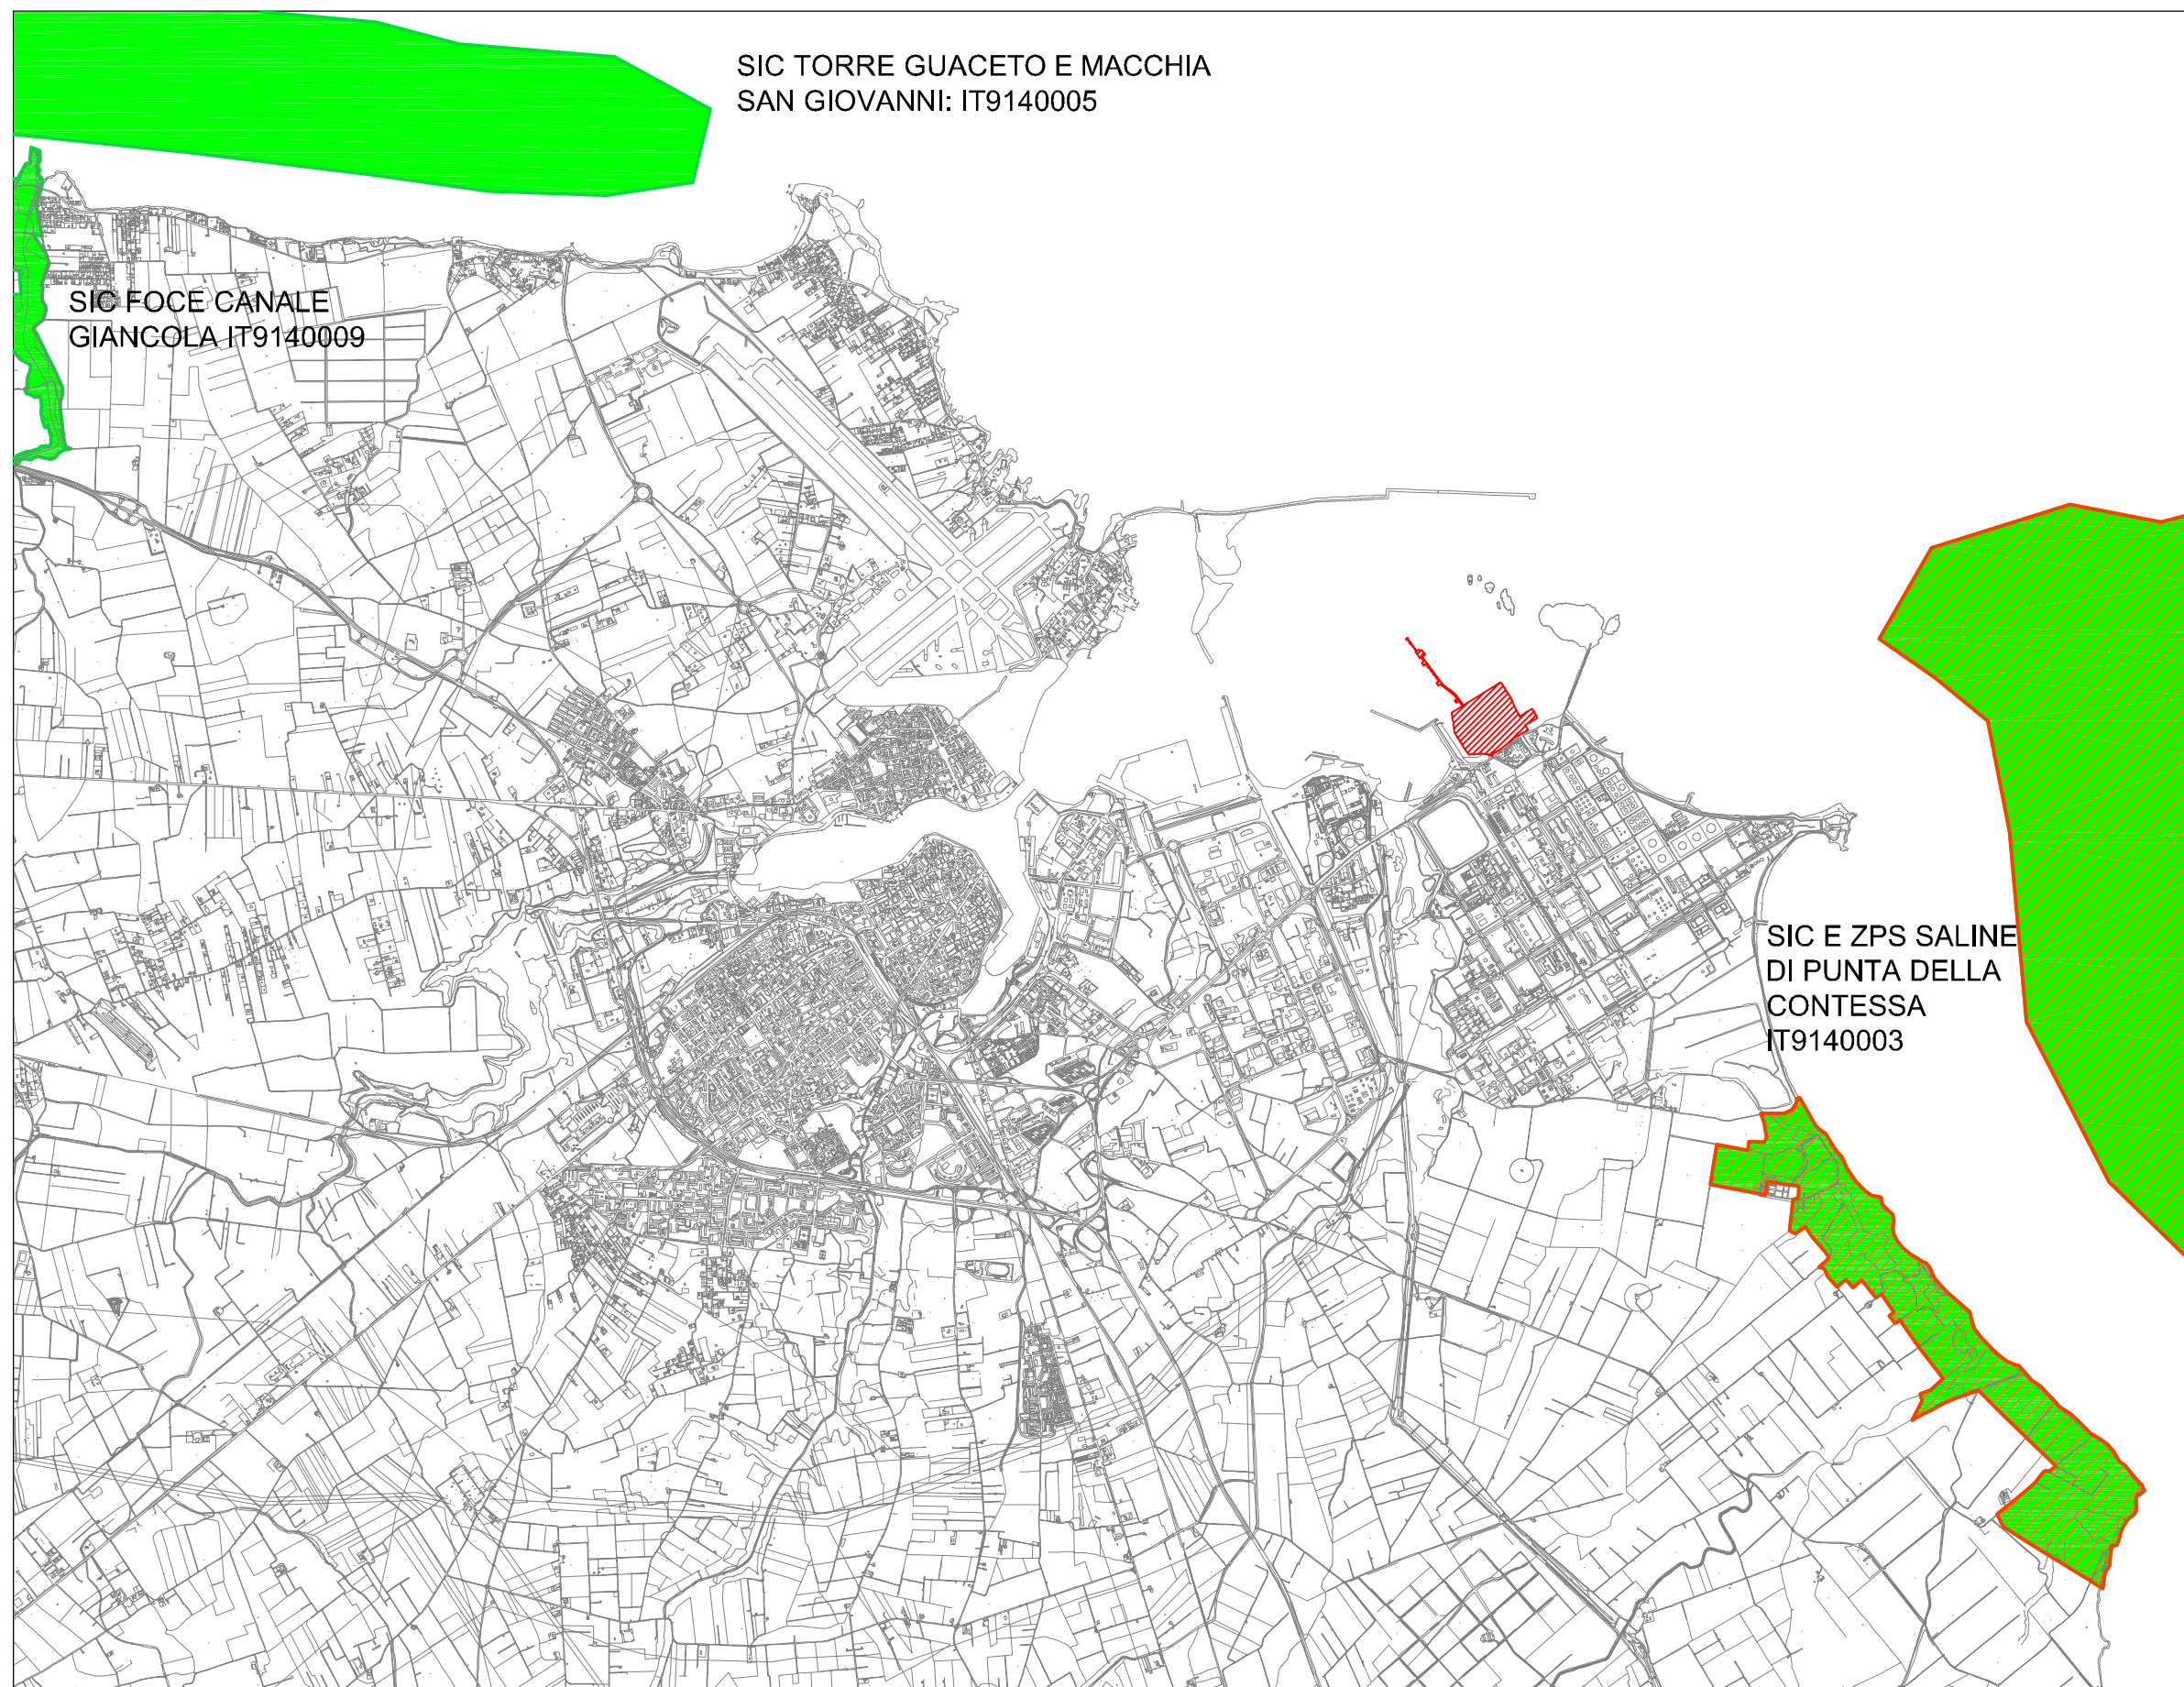 SIC TORRE GUACETO E MACCHIA
SAN GIOVANNI: IT9140005
SIC FOCE CANALE
GIANCOLA IT9140009
SIC E ZPS SALINE
DI PUNTA DELLA
CONTESSA
IT9140003